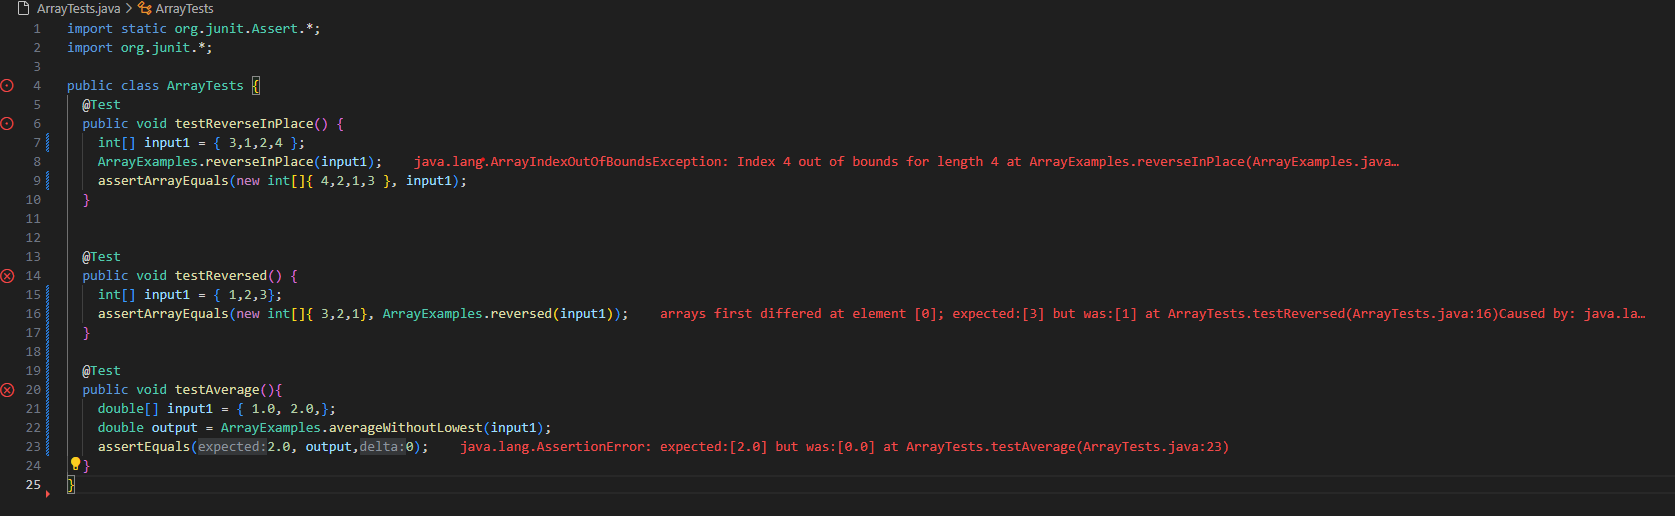 ArrayTests.java > ArrayTests
1 import static org.junit.Assert.*;
2 import org.junit.*;
3
4 public class ArrayTests {
5 @Test
6 public void testReverseInPlace() {
7 int[] input1 = { 3,1,2,4 };
8 ArrayExamples.reverseInPlace(input1); java.lang.ArrayIndexOutOfBoundsException: Index 4 out of bounds for length 4 at ArrayExamples.reverseInPlace(ArrayExamples.java…
9 assertArrayEquals(new int[]{ 4,2,1,3 }, input1);
10 }
11
12
13 @Test
14 public void testReversed() {
15 int[] input1 = { 1,2,3};
16 assertArrayEquals(new int[]{ 3,2,1}, ArrayExamples.reversed(input1)); arrays first differed at element [0]; expected:[3] but was:[1] at ArrayTests.testReversed(ArrayTests.java:16)Caused by: java.la…
17 }
18
19 @Test
20 public void testAverage(){
21 double[] input1 = { 1.0, 2.0,};
22 double output = ArrayExamples.averageWithoutLowest(input1);
23 assertEquals(expected:2.0, output,delta:0); java.lang.AssertionError: expected:[2.0] but was:[0.0] at ArrayTests.testAverage(ArrayTests.java:23)
24 }
25 }